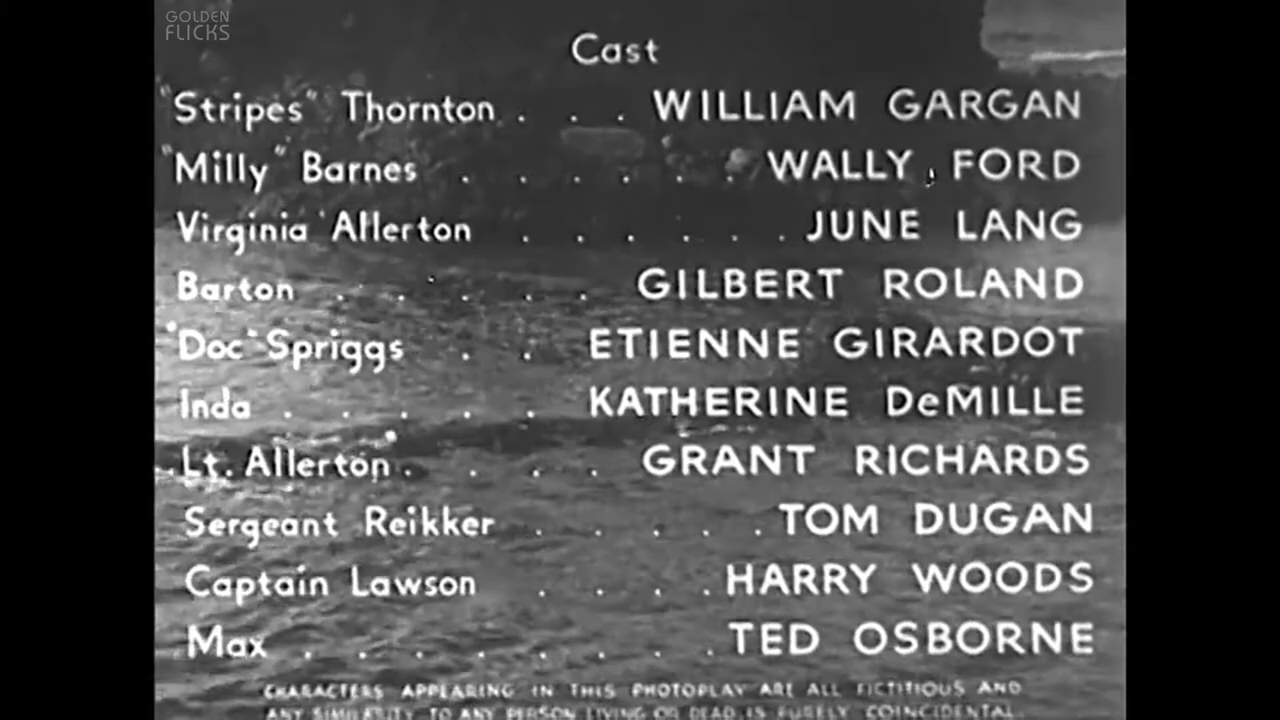 GOLDEN
FLICKS
Cast
"Stripes" Thornton . . . WILLIAM GARGAN
"Milly" Barnes . . . . . . WALLY FORD
Virginia Allerton . . . . . . JUNE LANG
Barton . . . . . GILBERT ROLAND
"Doc" Spriggs . . ETIENNE GIRARDOT
Inda . . . . . KATHERINE DeMILLE
Lt. Allerton . . . . GRANT RICHARDS
Sergeant Reikker . . . . . TOM DUGAN
Captain Lawson . . . . HARRY WOODS
Max . . . . . . . . TED OSBORNE
CHARACTERS APPEARING IN THIS PHOTOPLAY ARE ALL FICTITIOUS AND
ANY SIMILARITY TO ANY PERSON LIVING OR DEAD IS PURELY COINCIDENTAL.